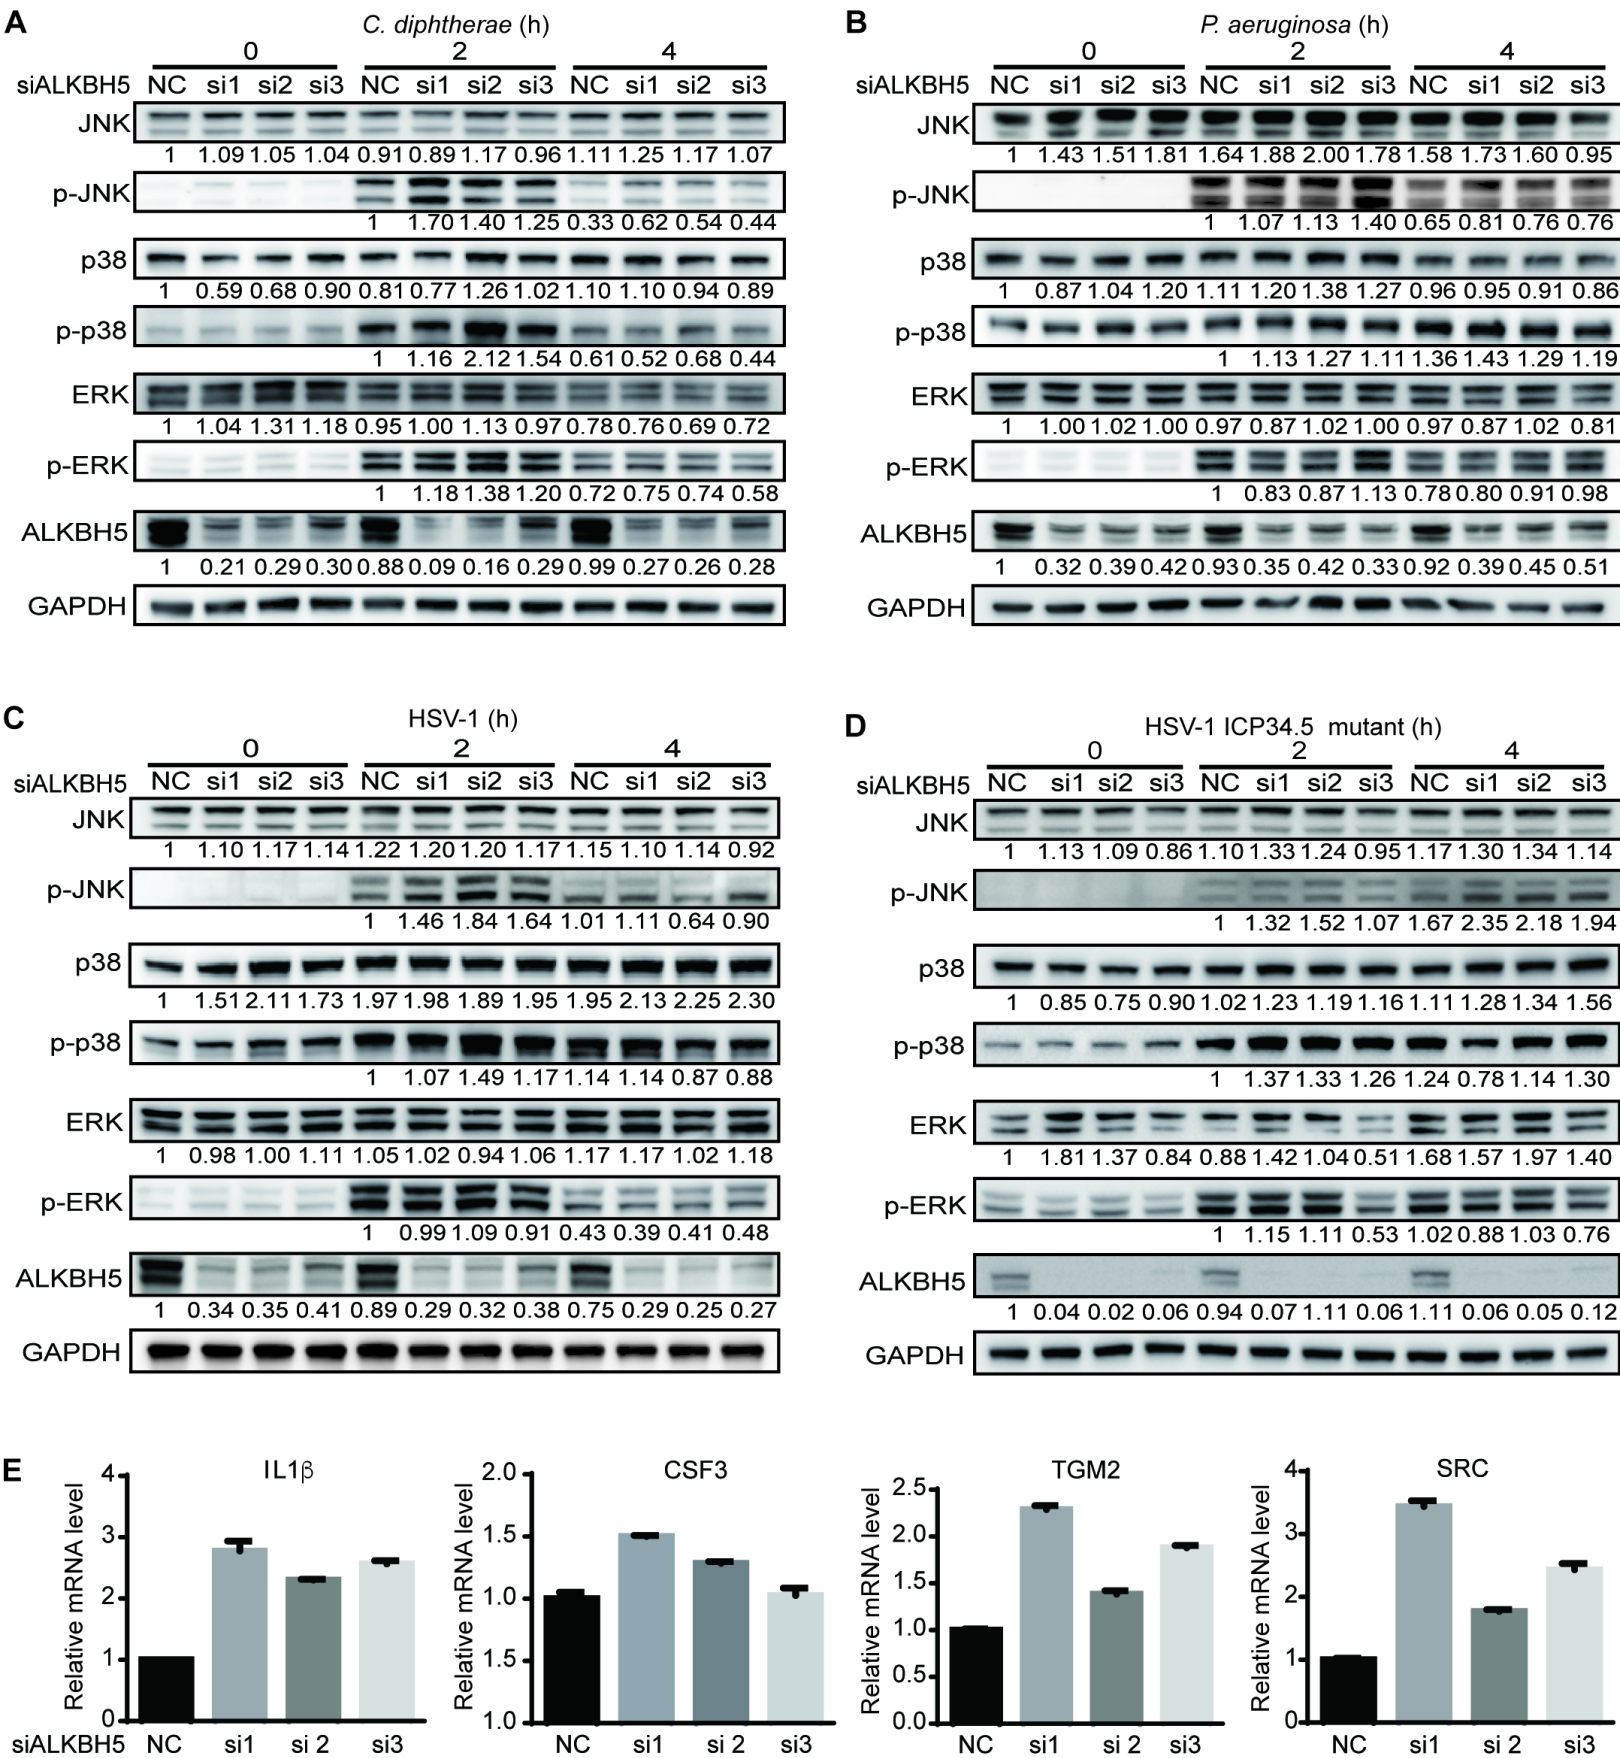 A
C. diphtherae (h)
0 2 4
siALKBH5 NC si1 si2 si3 NC si1 si2 si3 NC si1 si2 si3
JNK
1 1.09 1.05 1.04 0.91 0.89 1.17 0.96 1.11 1.25 1.17 1.07
p-JNK
1 1.70 1.40 1.25 0.33 0.62 0.54 0.44
p38
1 0.59 0.68 0.90 0.81 0.77 1.26 1.02 1.10 1.10 0.94 0.89
p-p38
1 1.16 2.12 1.54 0.61 0.52 0.68 0.44
ERK
1 1.04 1.31 1.18 0.95 1.00 1.13 0.97 0.78 0.76 0.69 0.72
p-ERK
1 1.18 1.38 1.20 0.72 0.75 0.74 0.58
ALKBH5
1 0.21 0.29 0.30 0.88 0.09 0.16 0.29 0.99 0.27 0.26 0.28
GAPDH
B
P. aeruginosa (h)
0 2 4
siALKBH5 NC si1 si2 si3 NC si1 si2 si3 NC si1 si2 si3
JNK
1 1.43 1.51 1.81 1.64 1.88 2.00 1.78 1.58 1.73 1.60 0.95
p-JNK
1 1.07 1.13 1.40 0.65 0.81 0.76 0.76
p38
1 0.87 1.04 1.20 1.11 1.20 1.38 1.27 0.96 0.95 0.91 0.86
p-p38
1 1.13 1.27 1.11 1.36 1.43 1.29 1.19
ERK
1 1.00 1.02 1.00 0.97 0.87 1.02 1.00 0.97 0.87 1.02 0.81
p-ERK
1 0.83 0.87 1.13 0.78 0.80 0.91 0.98
ALKBH5
1 0.32 0.39 0.42 0.93 0.35 0.42 0.33 0.92 0.39 0.45 0.51
GAPDH
C
HSV-1 (h)
0 2 4
siALKBH5 NC si1 si2 si3 NC si1 si2 si3 NC si1 si2 si3
JNK
1 1.10 1.17 1.14 1.22 1.20 1.20 1.17 1.15 1.10 1.14 0.92
p-JNK
1 1.46 1.84 1.64 1.01 1.11 0.64 0.90
p38
1 1.51 2.11 1.73 1.97 1.98 1.89 1.95 1.95 2.13 2.25 2.30
p-p38
1 1.07 1.49 1.17 1.14 1.14 0.87 0.88
ERK
1 0.98 1.00 1.11 1.05 1.02 0.94 1.06 1.17 1.17 1.02 1.18
p-ERK
1 0.99 1.09 0.91 0.43 0.39 0.41 0.48
ALKBH5
1 0.34 0.35 0.41 0.89 0.29 0.32 0.38 0.75 0.29 0.25 0.27
GAPDH
D
HSV-1 ICP34.5 mutant (h)
0 2 4
siALKBH5 NC si1 si2 si3 NC si1 si2 si3 NC si1 si2 si3
JNK
1 1.13 1.09 0.86 1.10 1.33 1.24 0.95 1.17 1.30 1.34 1.14
p-JNK
1 1.32 1.52 1.07 1.67 2.35 2.18 1.94
p38
1 0.85 0.75 0.90 1.02 1.23 1.19 1.16 1.11 1.28 1.34 1.56
p-p38
1 1.37 1.33 1.26 1.24 0.78 1.14 1.30
ERK
1 1.81 1.37 0.84 0.88 1.42 1.04 0.51 1.68 1.57 1.97 1.40
p-ERK
1 1.15 1.11 0.53 1.02 0.88 1.03 0.76
ALKBH5
1 0.04 0.02 0.06 0.94 0.07 1.11 0.06 1.11 0.06 0.05 0.12
GAPDH
E
IL1β
Relative mRNA level
4
3
2
1
0
siALKBH5 NC si1 si2 si3
CSF3
Relative mRNA level
2.0
1.5
1.0
1.5
1.0
NC si1 si 2 si3
TGM2
Relative mRNA level
2.5
2.0
1.5
1.0
0.5
0.0
NC si1 si 2 si3
SRC
Relative mRNA level
4
3
2
1
0
NC si1 si2 si3